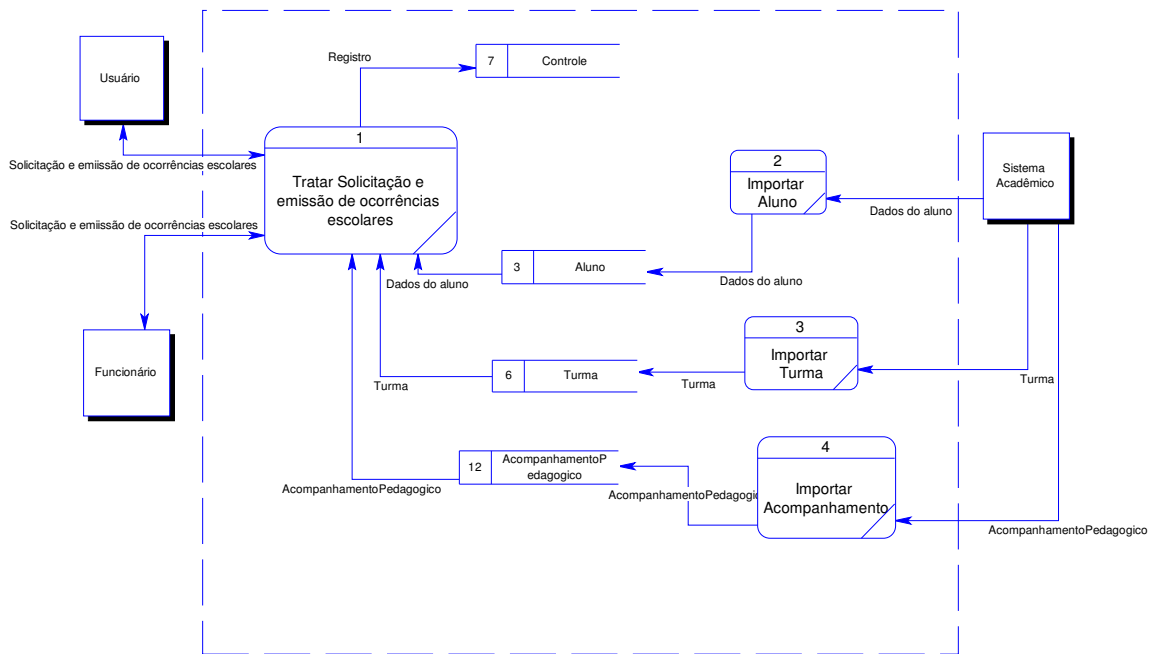 Registro
7
Controle
Usuário
1
Solicitação e emiissão de ocorrências escolares
Tratar Solicitação e
emissão de ocorrências
escolares
2
Importar
Aluno
Sistema
Acadêmico
Dados do aluno
Solicitação e emiissão de ocorrências escolares
3
Aluno
Dados do aluno
Dados do aluno
3
Importar
Turma
Funcionário
6
Turma
Turma
Turma
Turma
4
Importar
Acompanhamento
12
AcompanhamentoP
edagogico
AcompanhamentoPedagogico
AcompanhamentoPedagogic
AcompanhamentoPedagogico